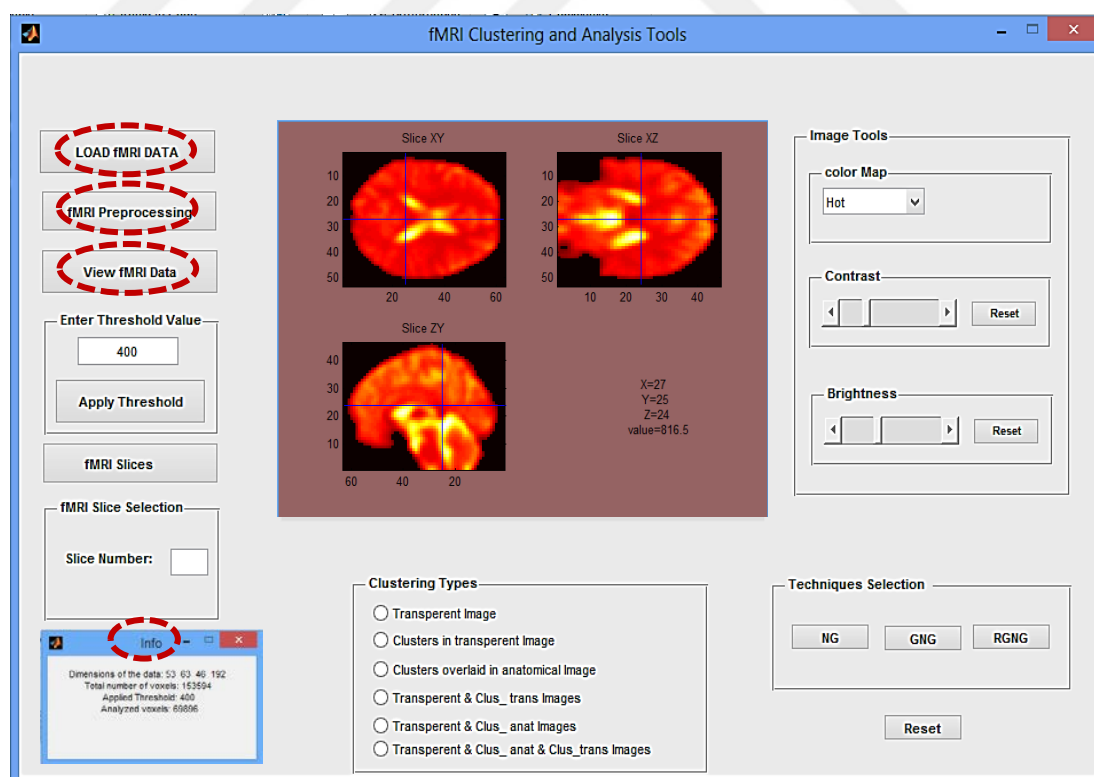 fMRI Clustering and Analysis Tools
LOAD fMRI DATA
fMRI Preprocessing
View fMRI Data
Enter Threshold Value
400
Apply Threshold
fMRI Slices
fMRI Slice Selection
Slice Number:
Info
Dimensions of the data: 53 63 46 192
Total number of voxels: 153594
Applied Threshold: 400
Analyzed voxels: 69896
Slice XY
10
20
30
40
50
20 40 60
Slice XZ
10
20
30
40
50
10 20 30 40
Slice ZY
40
30
20
10
60 40 20
X=27
Y=25
Z=24
value=816.5
Clustering Types
Transperent Image
Clusters in transperent Image
Clusters overlaid in anatomical Image
Transperent & Clus_ trans Images
Transperent & Clus_ anat Images
Transperent & Clus_ anat & Clus_trans Images
Image Tools
color Map
Hot
Contrast
Reset
Brightness
Reset
Techniques Selection
NG GNG RGNG
Reset